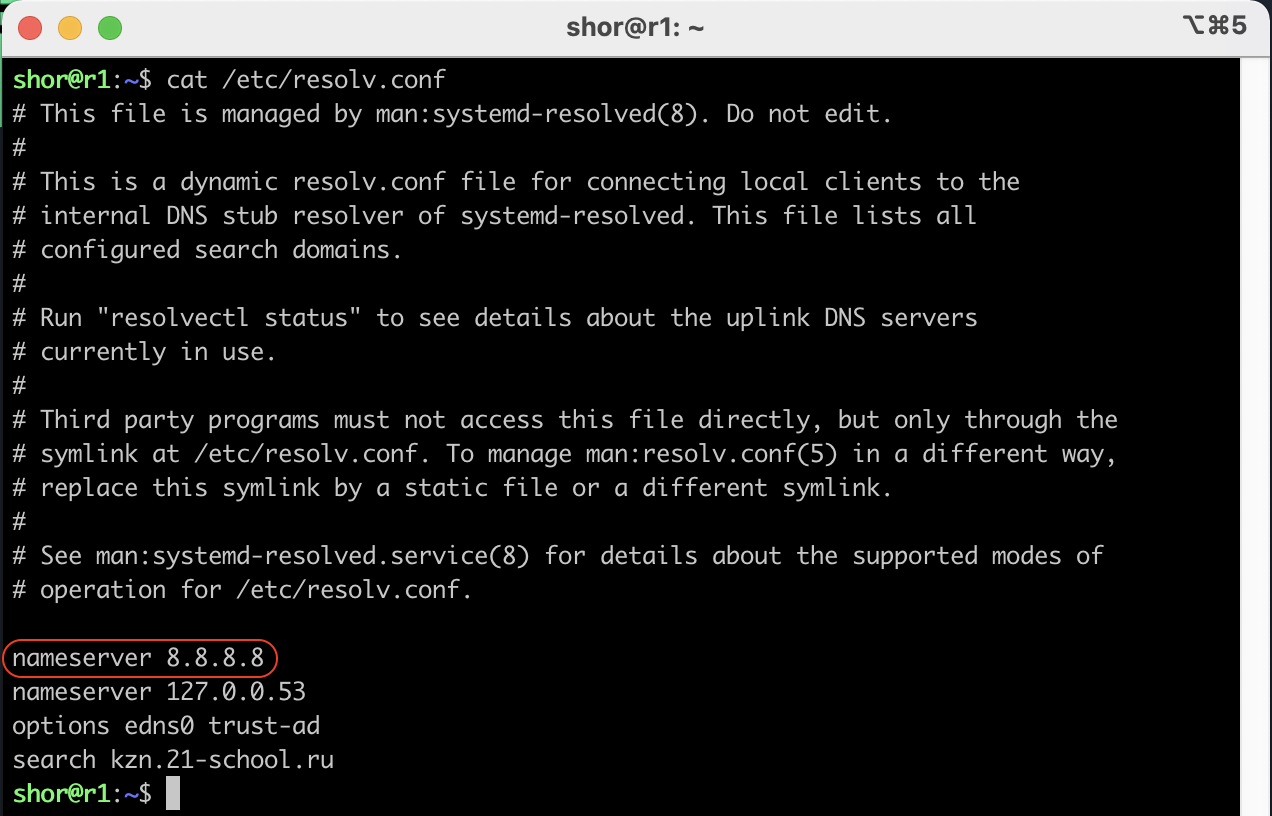 shor@r1: ~ ⌥⌘5
shor@r1:~$ cat /etc/resolv.conf
# This file is managed by man:systemd-resolved(8). Do not edit.
#
# This is a dynamic resolv.conf file for connecting local clients to the
# internal DNS stub resolver of systemd-resolved. This file lists all
# configured search domains.
#
# Run "resolvectl status" to see details about the uplink DNS servers
# currently in use.
#
# Third party programs must not access this file directly, but only through the
# symlink at /etc/resolv.conf. To manage man:resolv.conf(5) in a different way,
# replace this symlink by a static file or a different symlink.
#
# See man:systemd-resolved.service(8) for details about the supported modes of
# operation for /etc/resolv.conf.
nameserver 8.8.8.8
nameserver 127.0.0.53
options edns0 trust-ad
search kzn.21-school.ru
shor@r1:~$